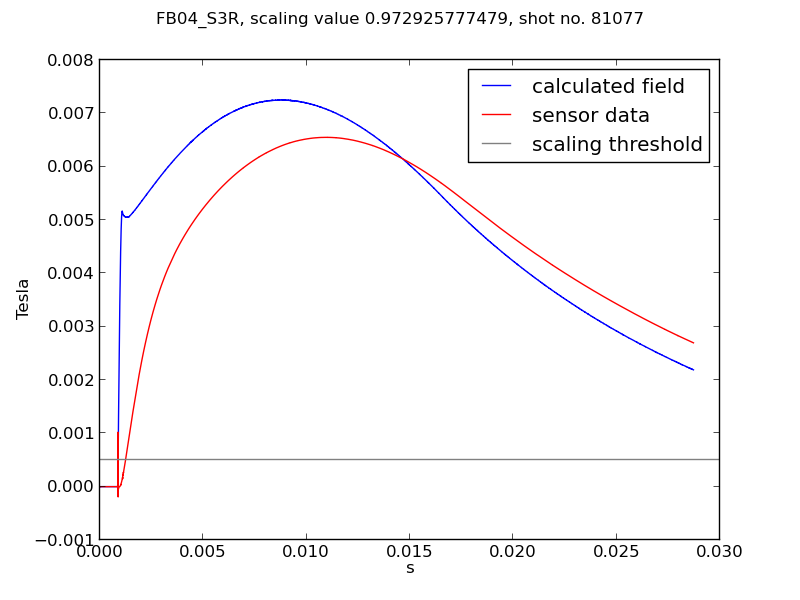 FB04_S3R, scaling value 0.972925777479, shot no. 81077
calculated field
sensor data
scaling threshold
Tesla
0.008
0.007
0.006
0.005
0.004
0.003
0.002
0.001
0.000
−0.001
0.000
0.005
0.010
0.015
0.020
0.025
0.030
s